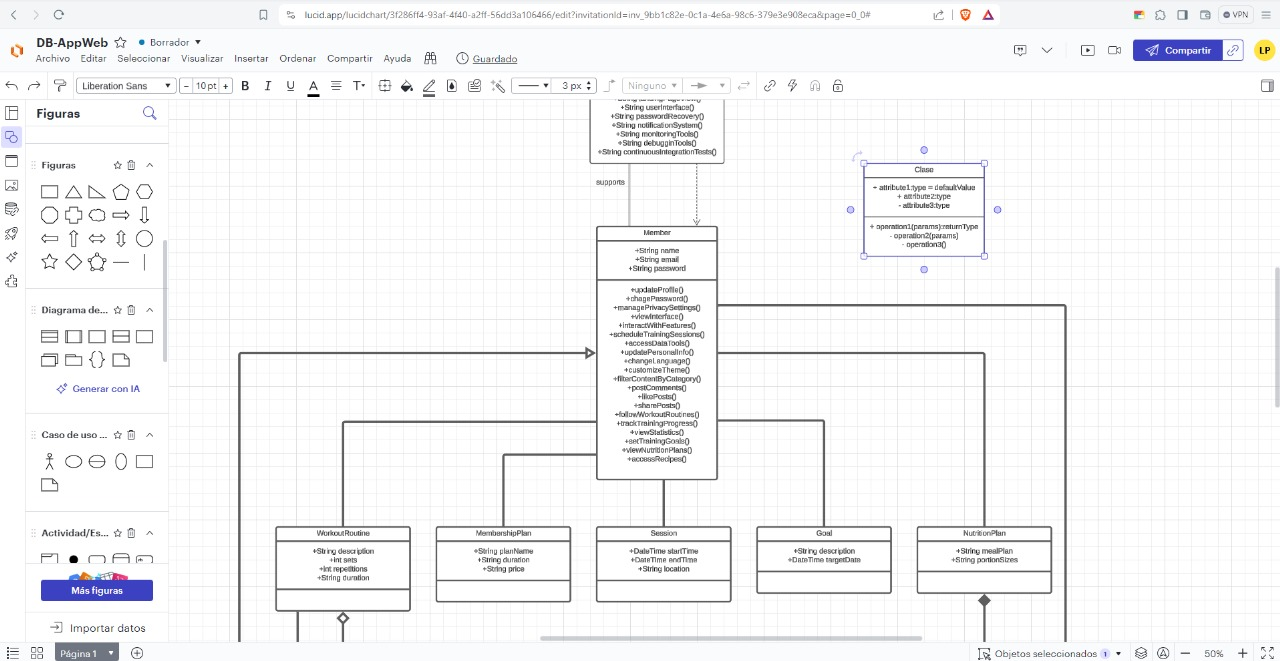 lucid.app/lucidchart/3f286ff4-93af-4f40-a2ff-56dd3a106466/edit?invitationId=inv_9bb1c82e-0c1a-4e6a-98c6-379e3e908eca&page=0_0#
VPN
DB-AppWeb
Borrador
Archivo Editar Seleccionar Visualizar Insertar Ordenar Compartir Ayuda
Guardado
Compartir
LP
Liberation Sans
- 10 pt +
B I U A T
3 px
Ninguno
Figuras
Figuras
Diagrama de...
Generar con IA
Caso de uso ...
Actividad/Es...
Más figuras
Importar datos
+String userInterface()
+String passwordRecovery()
+String notificationSystem()
+String monitoringTools()
+String debugginTools()
+String continuousIntegrationTests()
supports
Clase
+ attribute1:type = defaultValue
+ attribute2:type
- attribute3:type
+ operation1(params):returnType
- operation2(params)
- operation3()
Member
+String name
+String email
+String password
+updateProfile()
+chagePassword()
+managePrivacySettings()
+viewInterface()
+interactWithFeatures()
+scheduleTrainingSessions()
+accessDataTools()
+updatePersonalInfo()
+changeLanguage()
+customizeTheme()
+filterContentByCategory()
+postComments()
+likePosts()
+sharePosts()
+followWorkoutRoutines()
+trackTrainingProgress()
+viewStatistics()
+setTrainingGoals()
+viewNutritionPlans()
+accessRecipes()
WorkoutRoutine
+String description
+int sets
+int repetitions
+String duration
MembershipPlan
+String planName
+String duration
+String price
Session
+DateTime startTime
+DateTime endTime
+String location
Goal
+String description
+DateTime targetDate
NutritionPlan
+String mealPlan
+String portionSizes
Página 1
Objetos seleccionados 1
50%